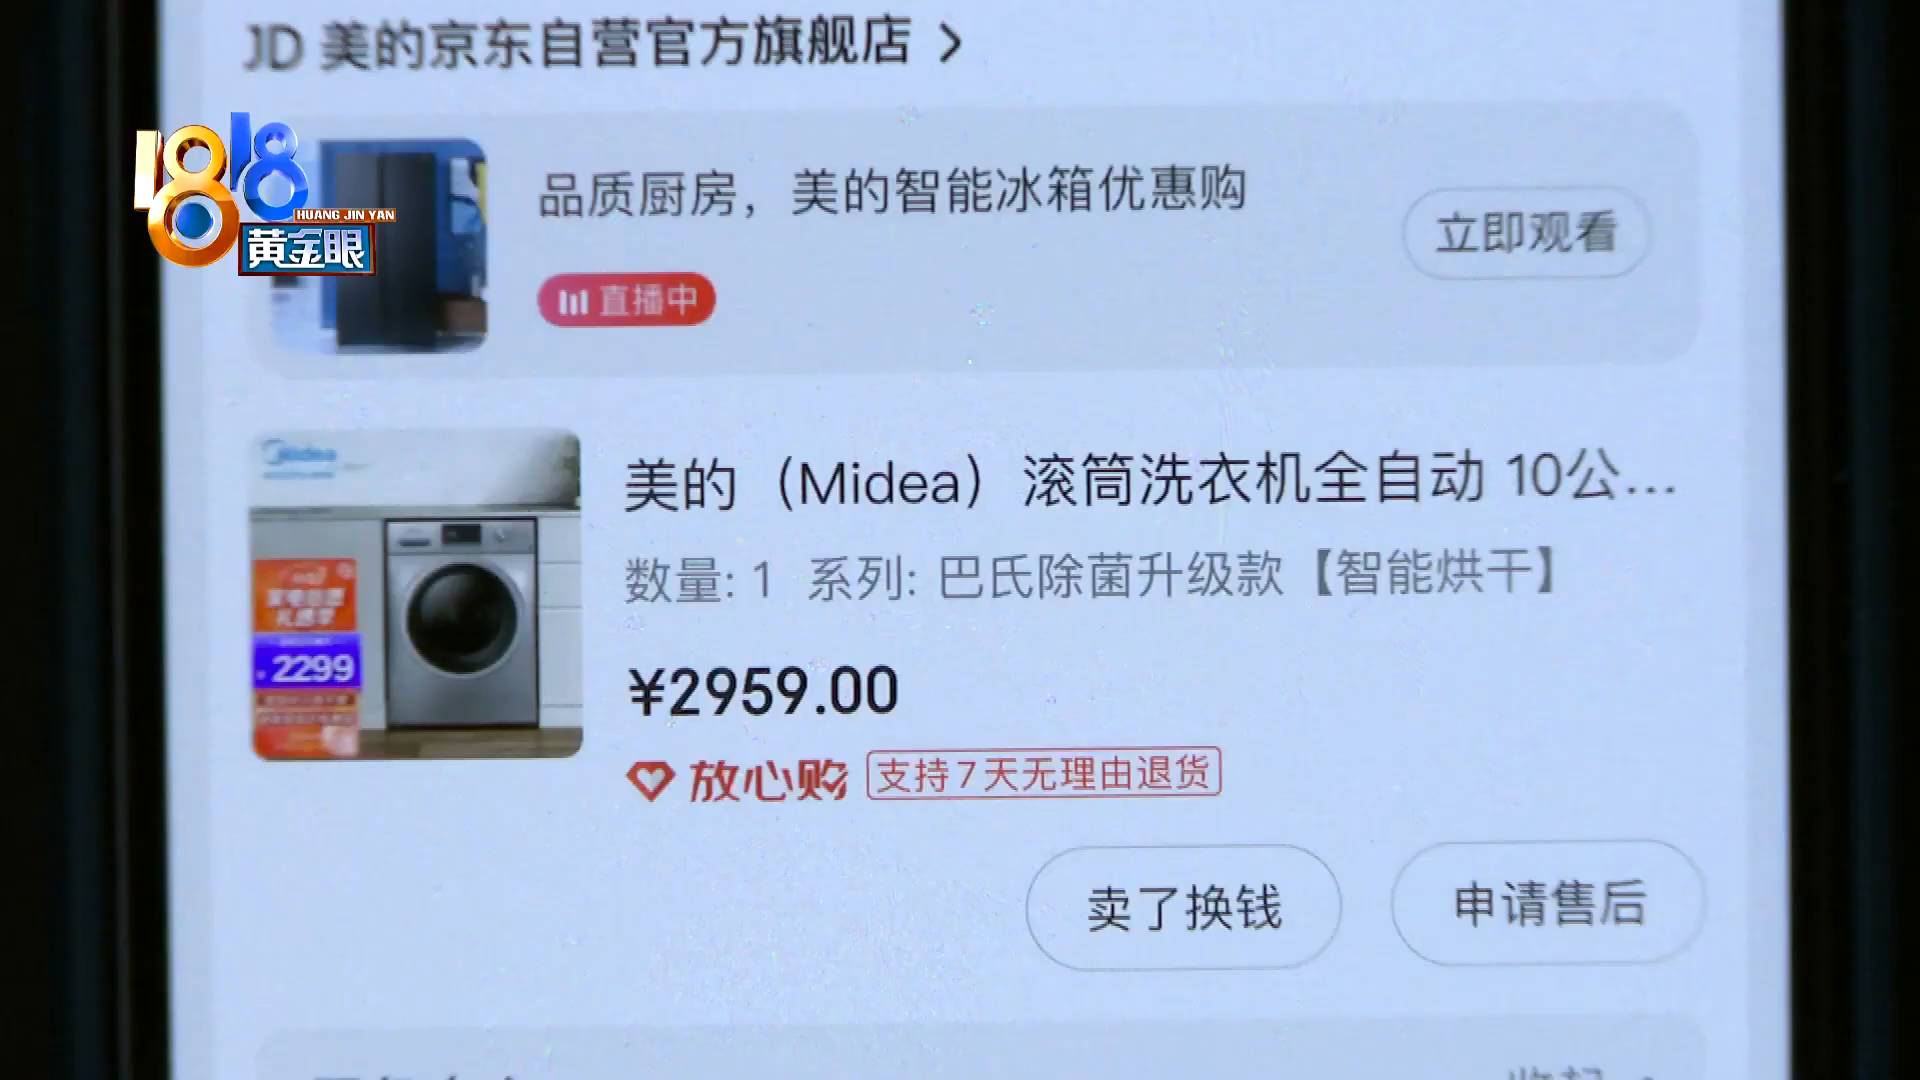 JD 美的京东自营官方旗舰店 >
1818
HUANG JIN YAN
黄金眼
品质厨房，美的智能冰箱优惠购
立即观看
直播中
Midea
美的（Midea）滚筒洗衣机全自动 10公...
数量: 1 系列: 巴氏除菌升级款【智能烘干】
2299
¥2959.00
放心购 支持7天无理由退货
卖了换钱
申请售后